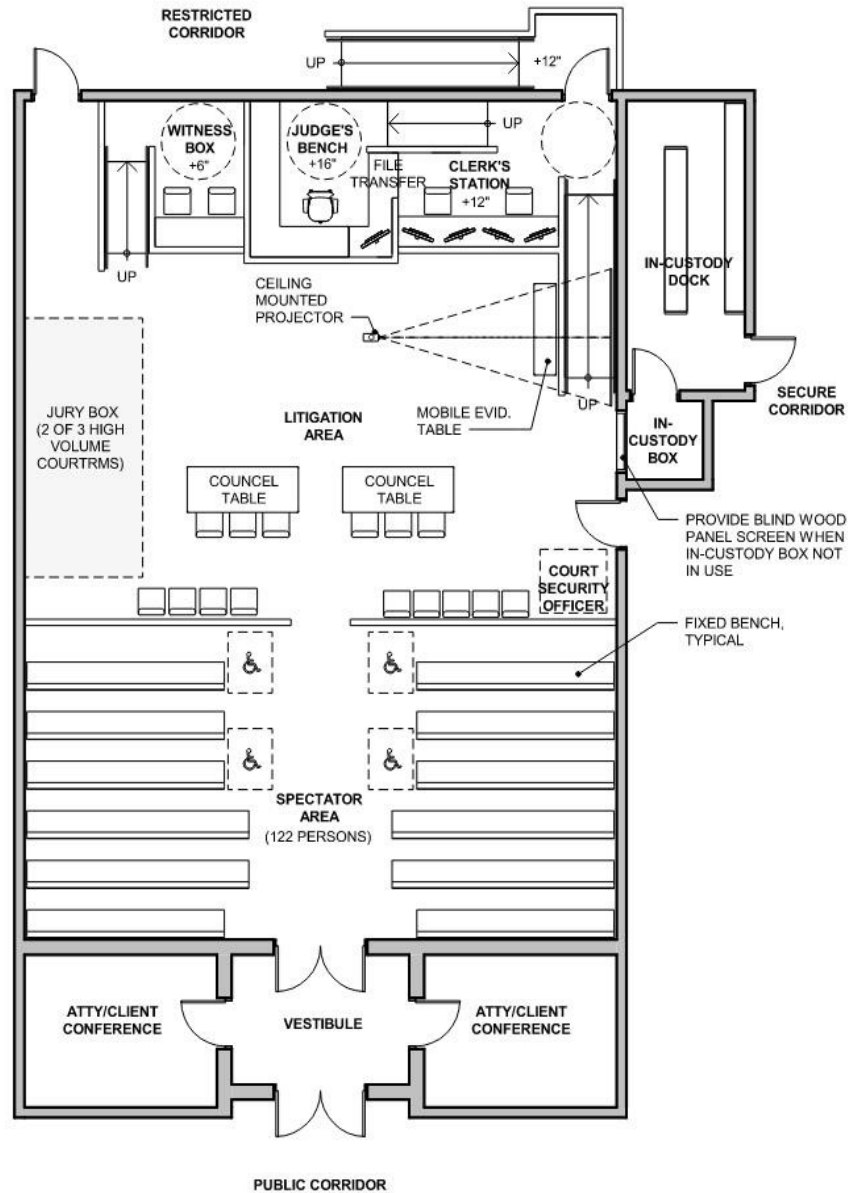 RESTRICTED
CORRIDOR
UP
+12"
WITNESS
BOX
+6"
JUDGE'S
BENCH
+16"
UP
FILE
TRANSFER
CLERK'S
STATION
+12"
UP
IN-CUSTODY
DOCK
CEILING
MOUNTED
PROJECTOR
JURY BOX
(2 OF 3 HIGH
VOLUME
COURTRMS)
LITIGATION
AREA
MOBILE EVID.
TABLE
UP
SECURE
CORRIDOR
IN-
CUSTODY
BOX
COUNCEL
TABLE
COUNCEL
TABLE
PROVIDE BLIND WOOD
PANEL SCREEN WHEN
IN-CUSTODY BOX NOT
IN USE
COURT
SECURITY
OFFICER
FIXED BENCH,
TYPICAL
SPECTATOR
AREA
(122 PERSONS)
ATTY/CLIENT
CONFERENCE
VESTIBULE
ATTY/CLIENT
CONFERENCE
PUBLIC CORRIDOR